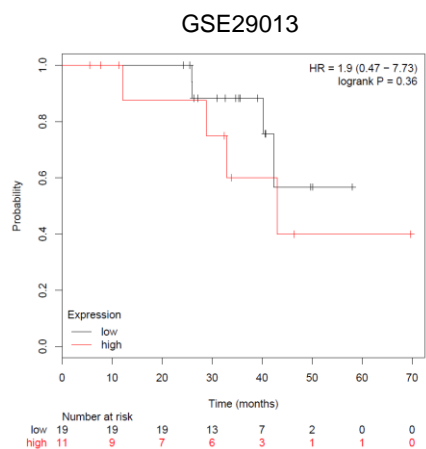 GSE29013
HR = 1.9 (0.47 − 7.73)
logrank P = 0.36
Probability
1.0
0.8
0.6
0.4
0.2
0.0
Expression
low
high
0 10 20 30 40 50 60 70
Time (months)
Number at risk
low 19 19 19 13 7 2 0 0
high 11 9 7 6 3 1 1 0